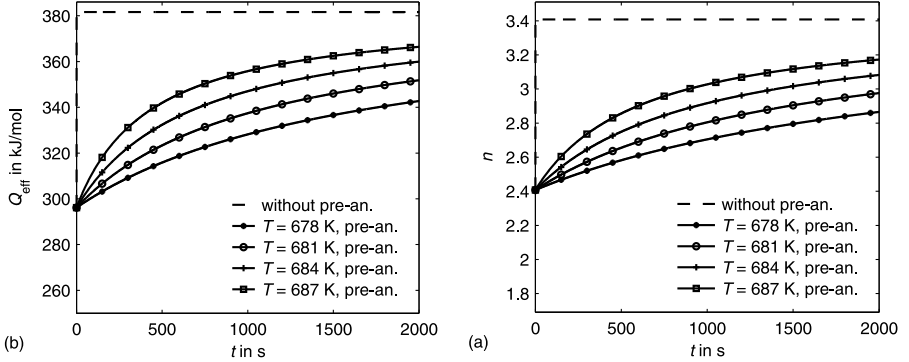 380
360
340
320
300
280
260
Q_eff in kJ/mol
without pre-an.
T = 678 K, pre-an.
T = 681 K, pre-an.
T = 684 K, pre-an.
T = 687 K, pre-an.
0 500 1000 1500 2000
t in s
(b)
3.4
3.2
3
2.8
2.6
2.4
2.2
2
1.8
n
without pre-an.
T = 678 K, pre-an.
T = 681 K, pre-an.
T = 684 K, pre-an.
T = 687 K, pre-an.
0 500 1000 1500 2000
t in s
(a)